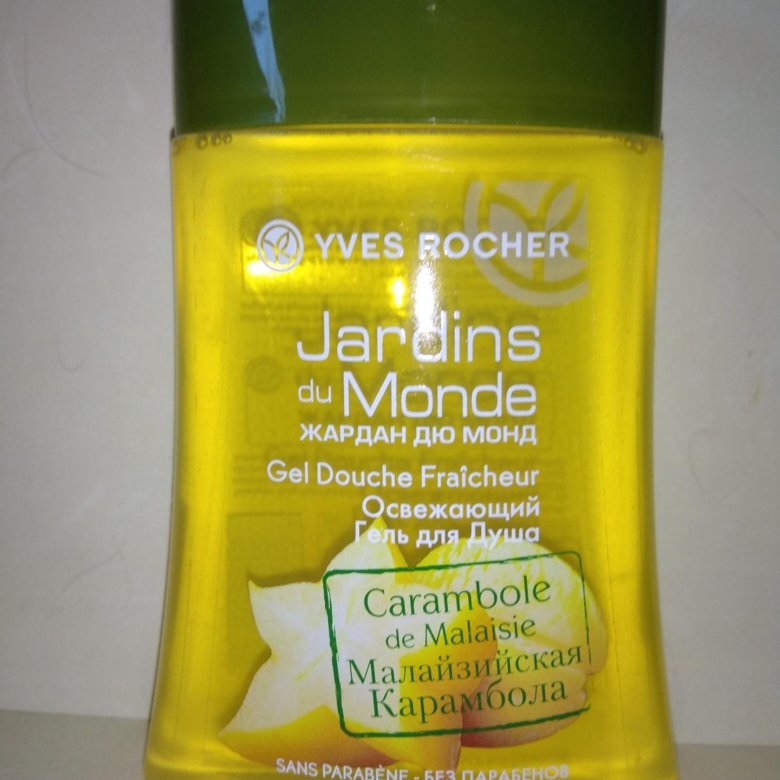 YVES ROCHER
Jardins
du Monde
ЖАРДАН ДЮ МОНД
Gel Douche Fraîcheur
Освежающий
Гель для Душа
Carambole
de Malaisie
Малайзийская
Карамбола
SANS PARABÈNE - БЕЗ ПАРАБЕНОВ